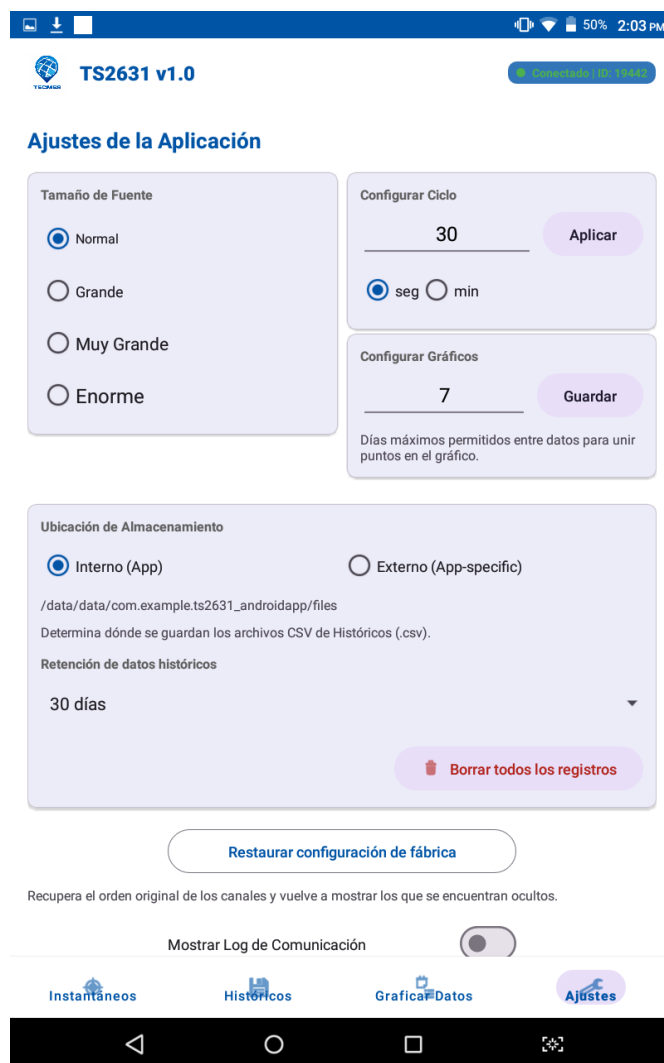 50% 2:03 PM
TECMES
TS2631 v1.0
Conectado | ID: 19442
Ajustes de la Aplicación
Tamaño de Fuente
Normal
Grande
Muy Grande
Enorme
Configurar Ciclo
30
Aplicar
seg
min
Configurar Gráficos
7
Guardar
Días máximos permitidos entre datos para unir
puntos en el gráfico.
Ubicación de Almacenamiento
Interno (App)
Externo (App-specific)
/data/data/com.example.ts2631_androidapp/files
Determina dónde se guardan los archivos CSV de Históricos (.csv).
Retención de datos históricos
30 días
Borrar todos los registros
Restaurar configuración de fábrica
Recupera el orden original de los canales y vuelve a mostrar los que se encuentran ocultos.
Mostrar Log de Comunicación
Instantáneos
Históricos
Graficar Datos
Ajustes